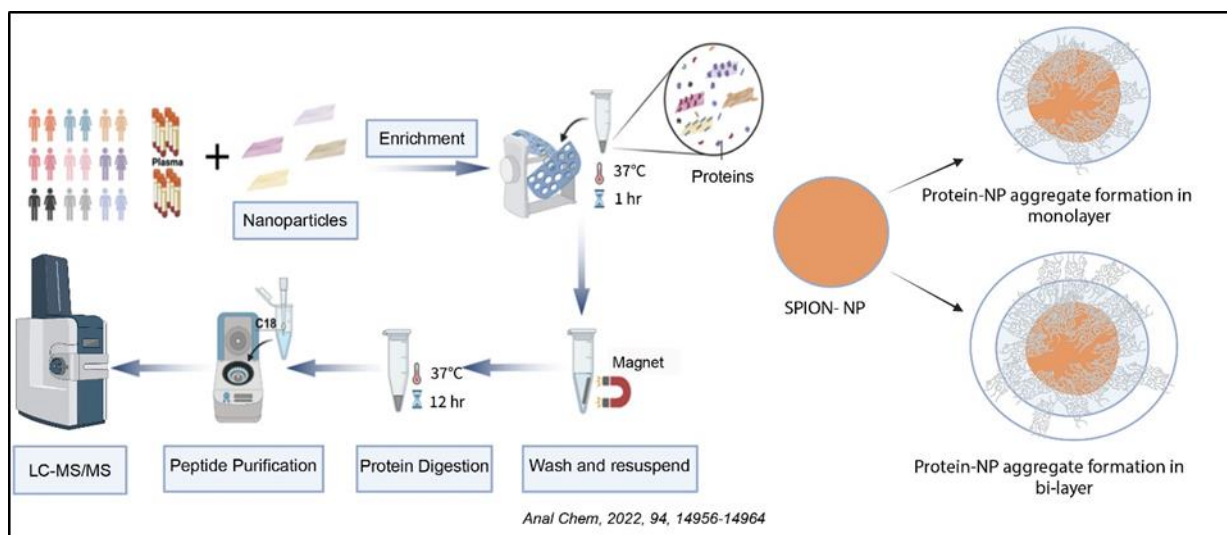 Plasma
Nanoparticles
Enrichment
37°C
1 hr
Proteins
Magnet
Wash and resuspend
37°C
12 hr
Protein Digestion
C18
Peptide Purification
LC-MS/MS
Anal Chem, 2022, 94, 14956-14964
SPION- NP
Protein-NP aggregate formation in
monolayer
Protein-NP aggregate formation in
bi-layer